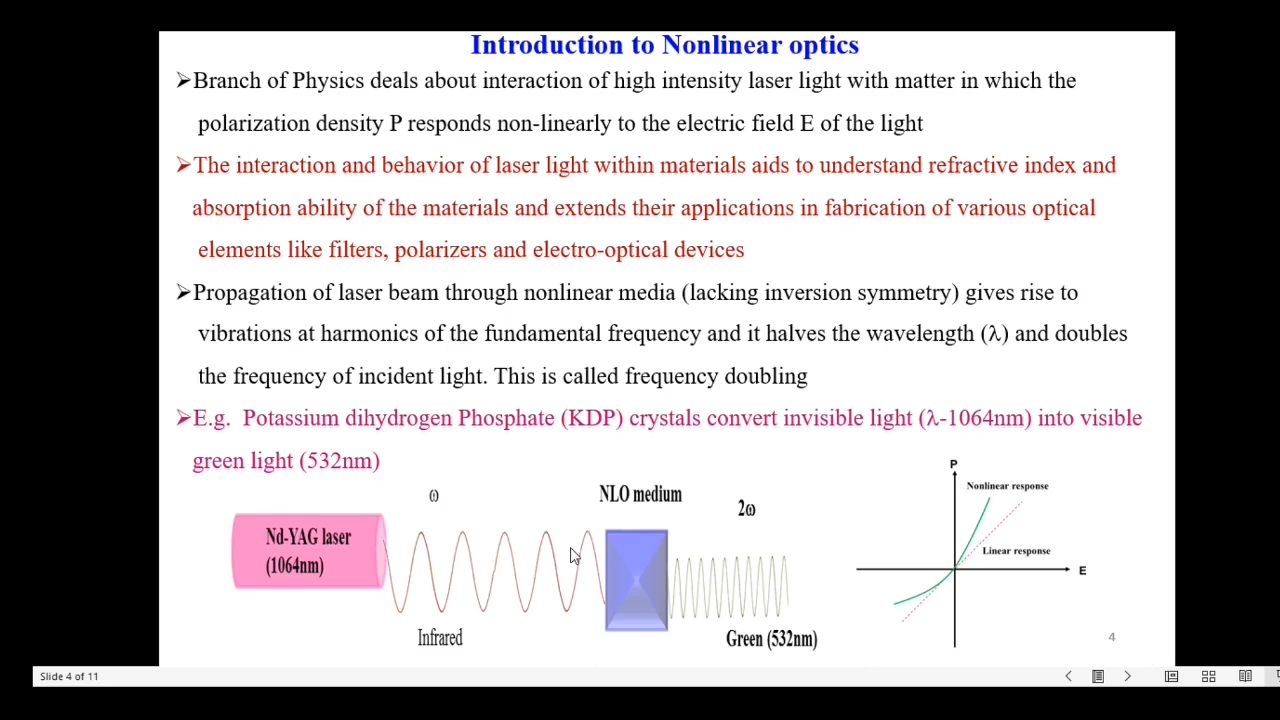 Introduction to Nonlinear optics
➢Branch of Physics deals about interaction of high intensity laser light with matter in which the
polarization density P responds non-linearly to the electric field E of the light
➢The interaction and behavior of laser light within materials aids to understand refractive index and
absorption ability of the materials and extends their applications in fabrication of various optical
elements like filters, polarizers and electro-optical devices
➢Propagation of laser beam through nonlinear media (lacking inversion symmetry) gives rise to
vibrations at harmonics of the fundamental frequency and it halves the wavelength (λ) and doubles
the frequency of incident light. This is called frequency doubling
➢E.g. Potassium dihydrogen Phosphate (KDP) crystals convert invisible light (λ-1064nm) into visible
green light (532nm)
ω
NLO medium
2ω
Nd-YAG laser
(1064nm)
Infrared
Green (532nm)
P
Nonlinear response
Linear response
E
4
Slide 4 of 11